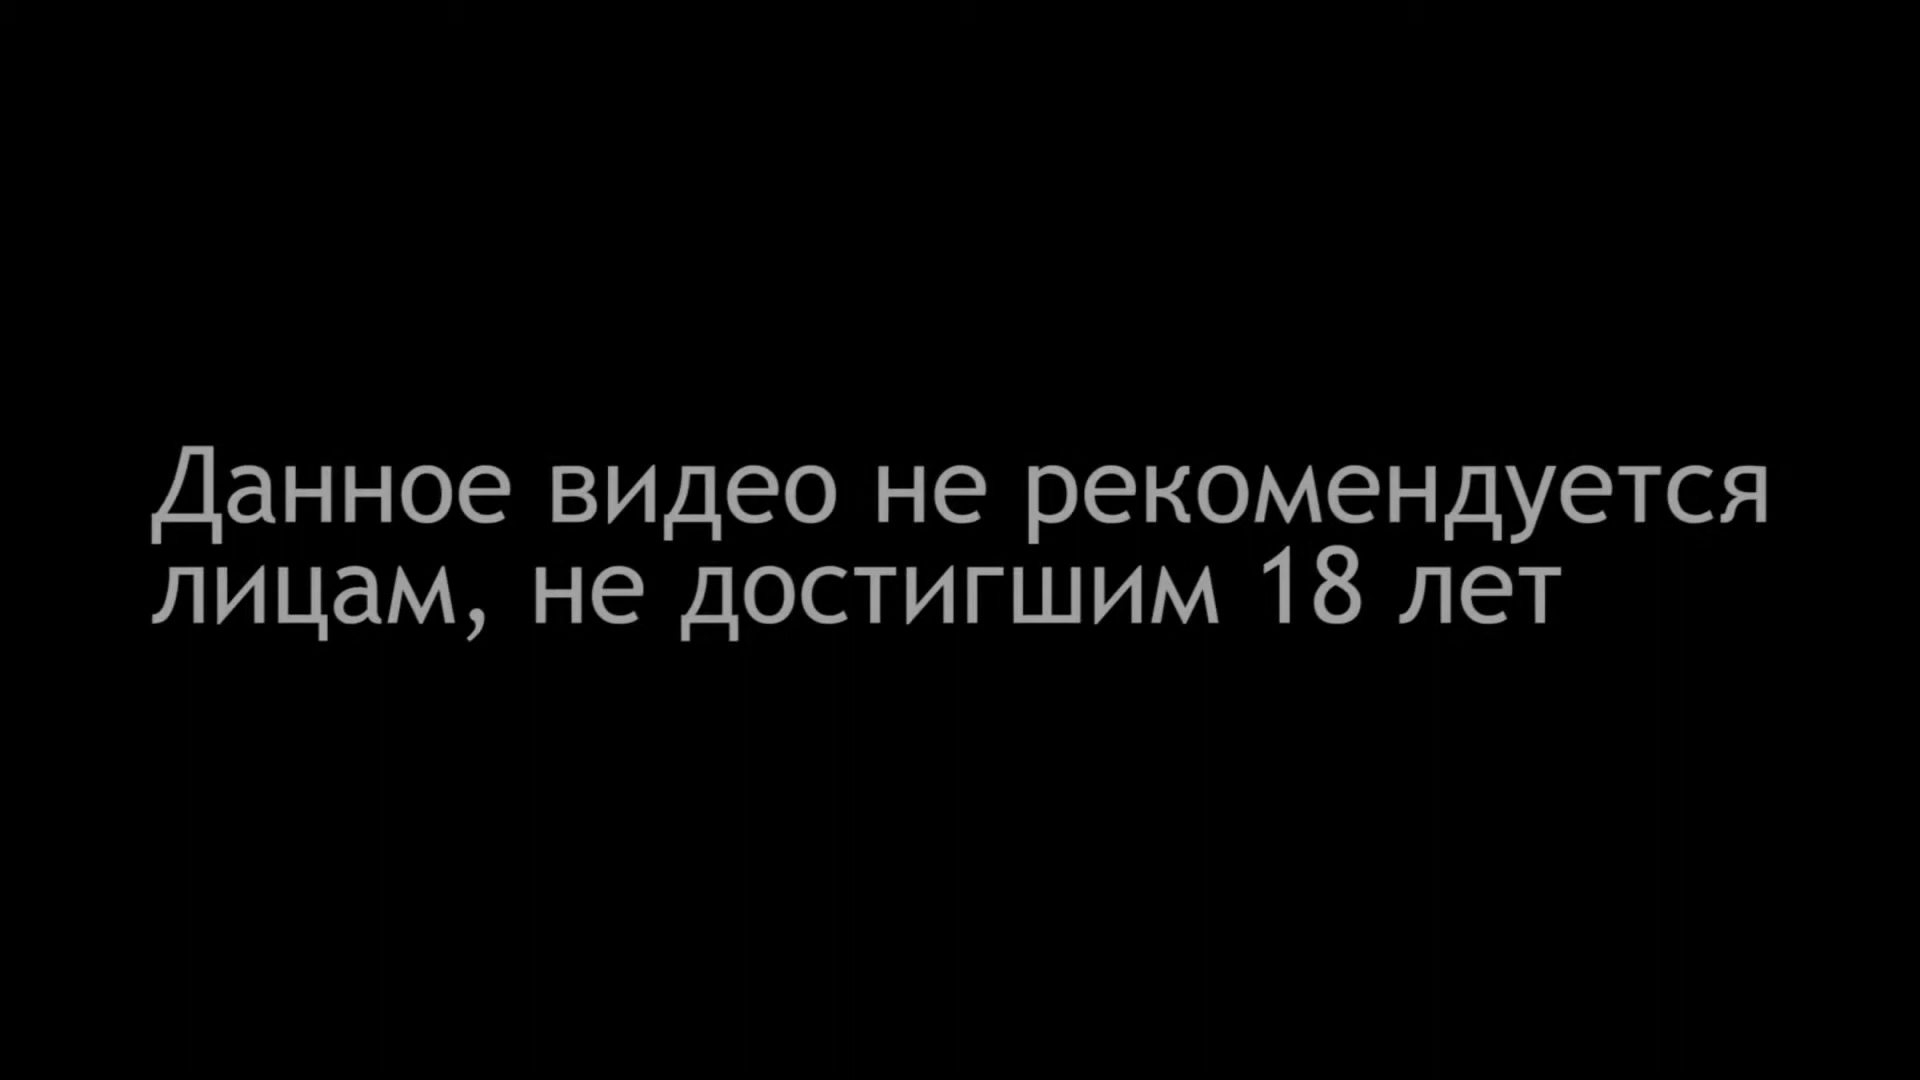 Данное видео не рекомендуется
лицам, не достигшим 18 лет